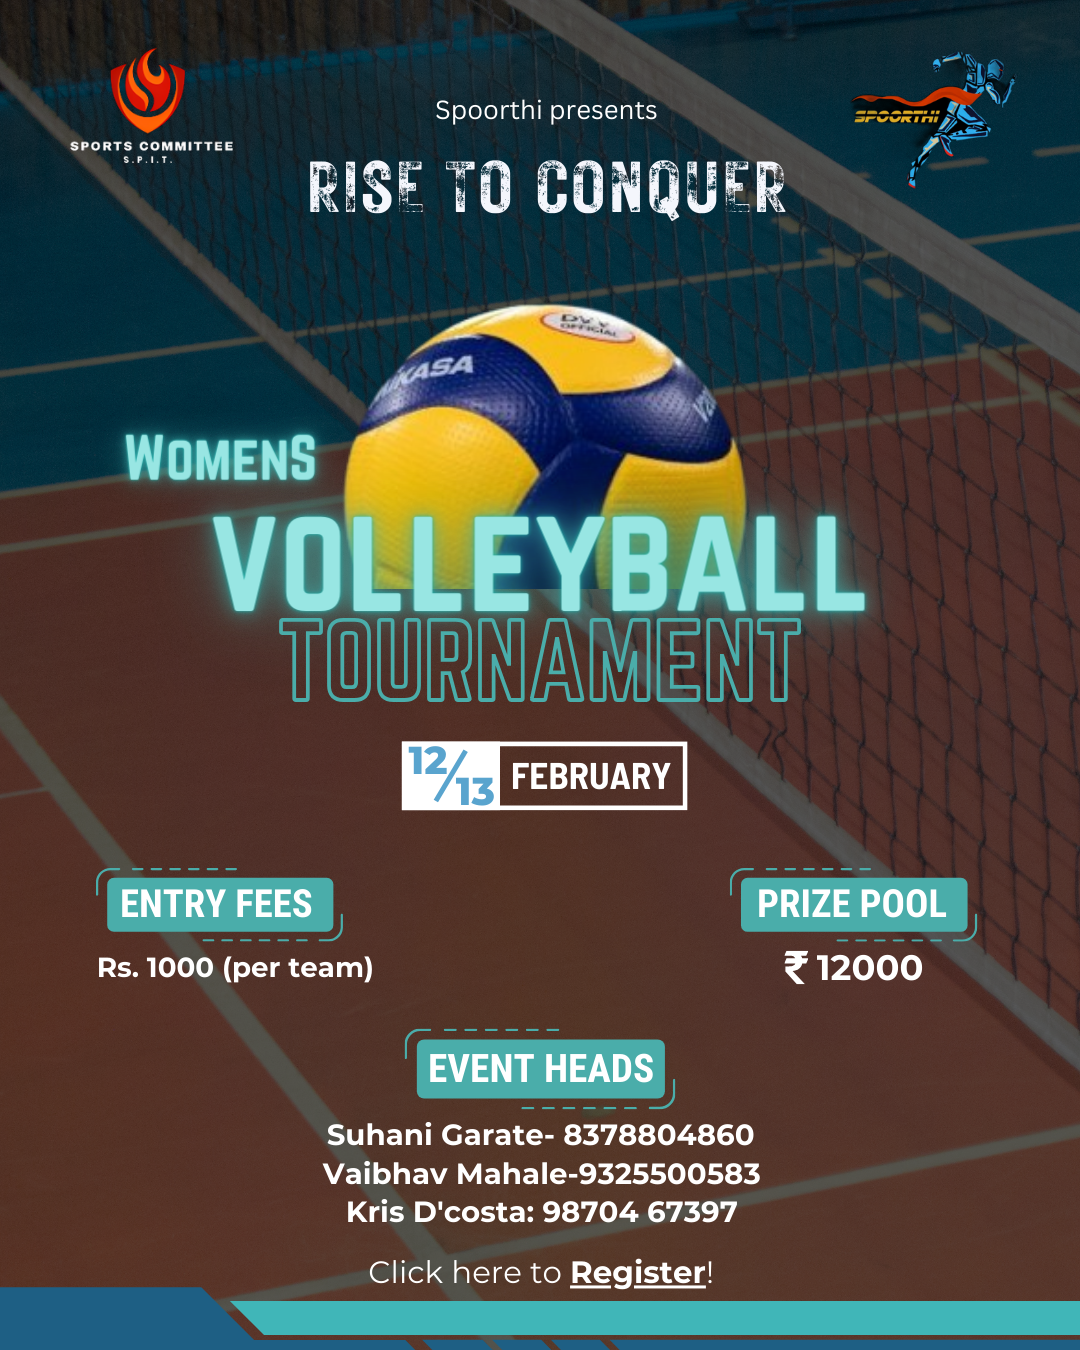 SPORTS COMMITTEE
S.P.I.T.
Spoorthi presents
SPOORTHI
RISE TO CONQUER
OFFICIAL
MIKASA
WOMENS
VOLLEYBALL
TOURNAMENT
12/13 FEBRUARY
ENTRY FEES
Rs. 1000 (per team)
PRIZE POOL
₹ 12000
EVENT HEADS
Suhani Garate- 8378804860
Vaibhav Mahale-9325500583
Kris D'costa: 98704 67397
Click here to Register!